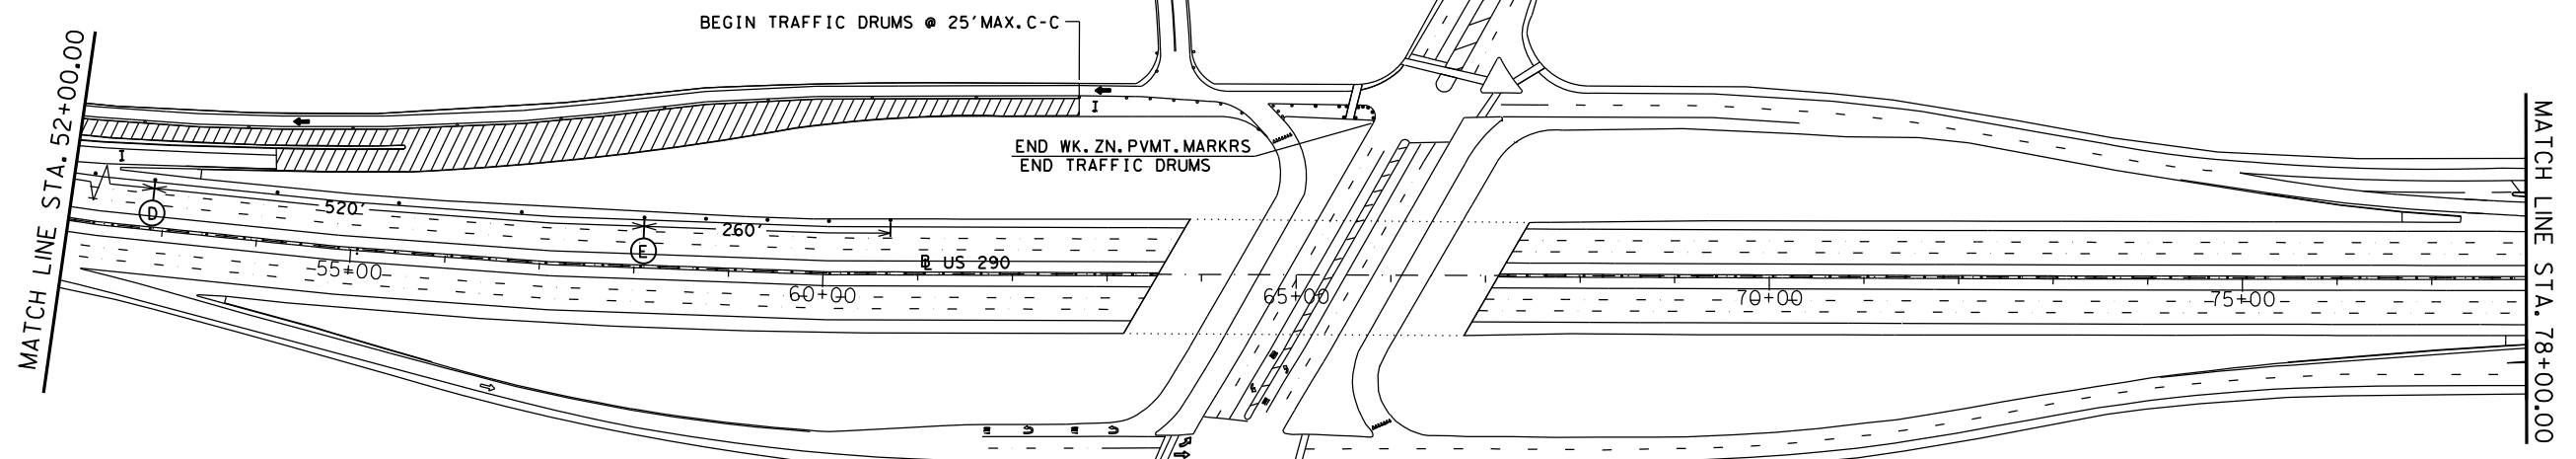 BEGIN TRAFFIC DRUMS @ 25'MAX.C-C
MATCH LINE STA. 52+00.00
I
I
END WK.ZN.PVMT.MARKRS
END TRAFFIC DRUMS
D
520'
E
260'
55+00
60+00
US 290
65+00
70+00
75+00
MATCH LINE STA. 78+00.00